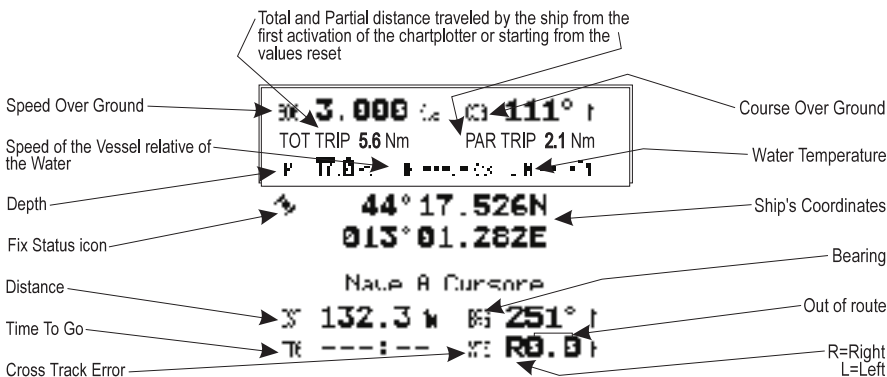 Total and Partial distance traveled by the ship from the
first activation of the chartplotter or starting from the
values reset
Speed Over Ground
3.000
111°
Course Over Ground
TOT TRIP 5.6 Nm
PAR TRIP 2.1 Nm
Speed of the Vessel relative of
the Water
Water Temperature
Depth
44°17.526N
Ship's Coordinates
Fix Status icon
013°01.282E
Bearing
Nave A Cursore
Distance
132.3
251°
Out of route
Time To Go
---:--
R0.0
Cross Track Error
R=Right
L=Left